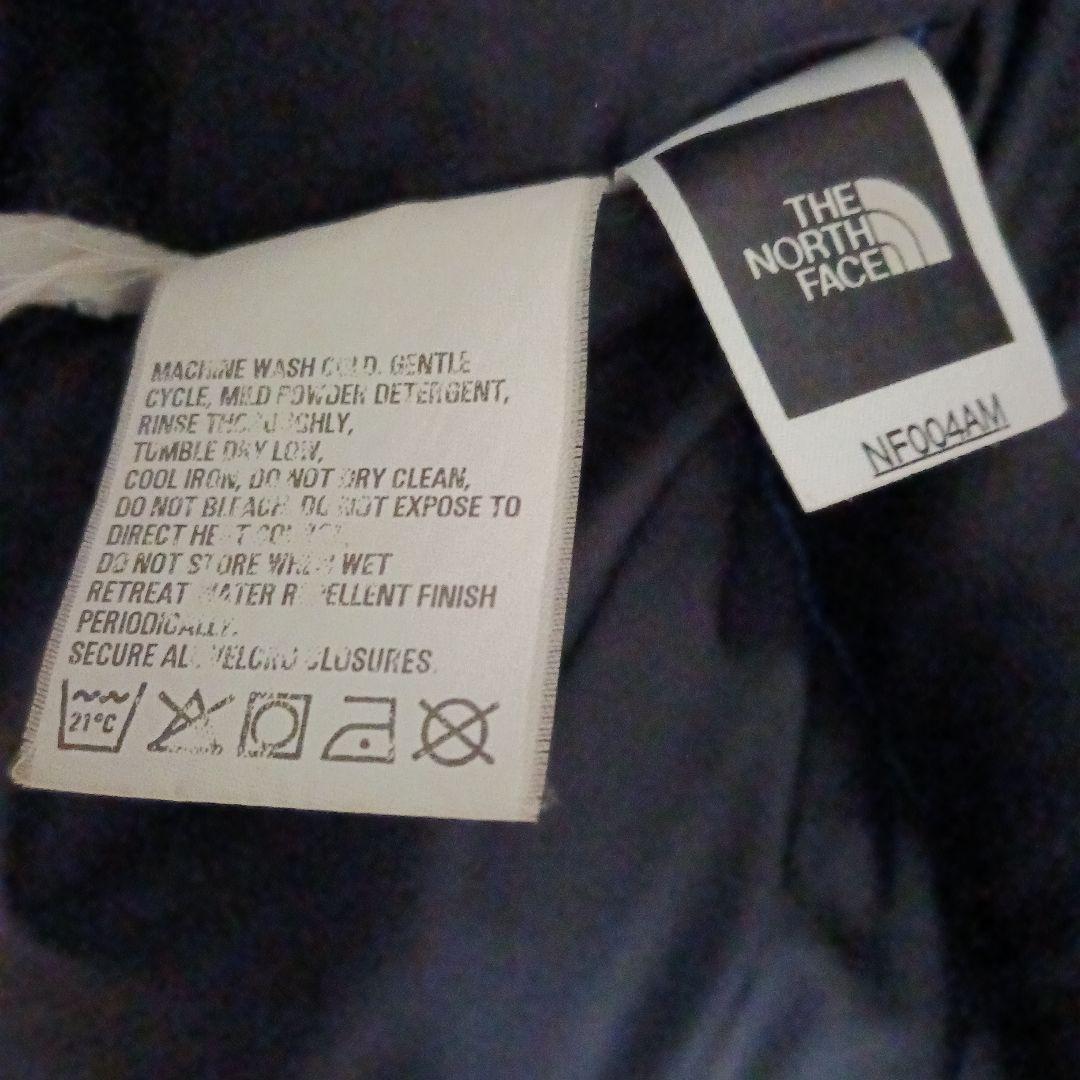 MACHINE WASH COLD. GENTLE
CYCLE, MILD POWDER DETERGENT,
RINSE THOROUGHLY,
TUMBLE DRY LOW,
COOL IRON, DO NOT DRY CLEAN,
DO NOT BLEACH. DO NOT EXPOSE TO
DIRECT HEAT
DO NOT STORE WHEN WET
RETREAT WATER REPELLENT FINISH
PERIODICALLY.
SECURE ALL VELCRO CLOSURES.
21°C
THE
NORTH
FACE
NF004AM